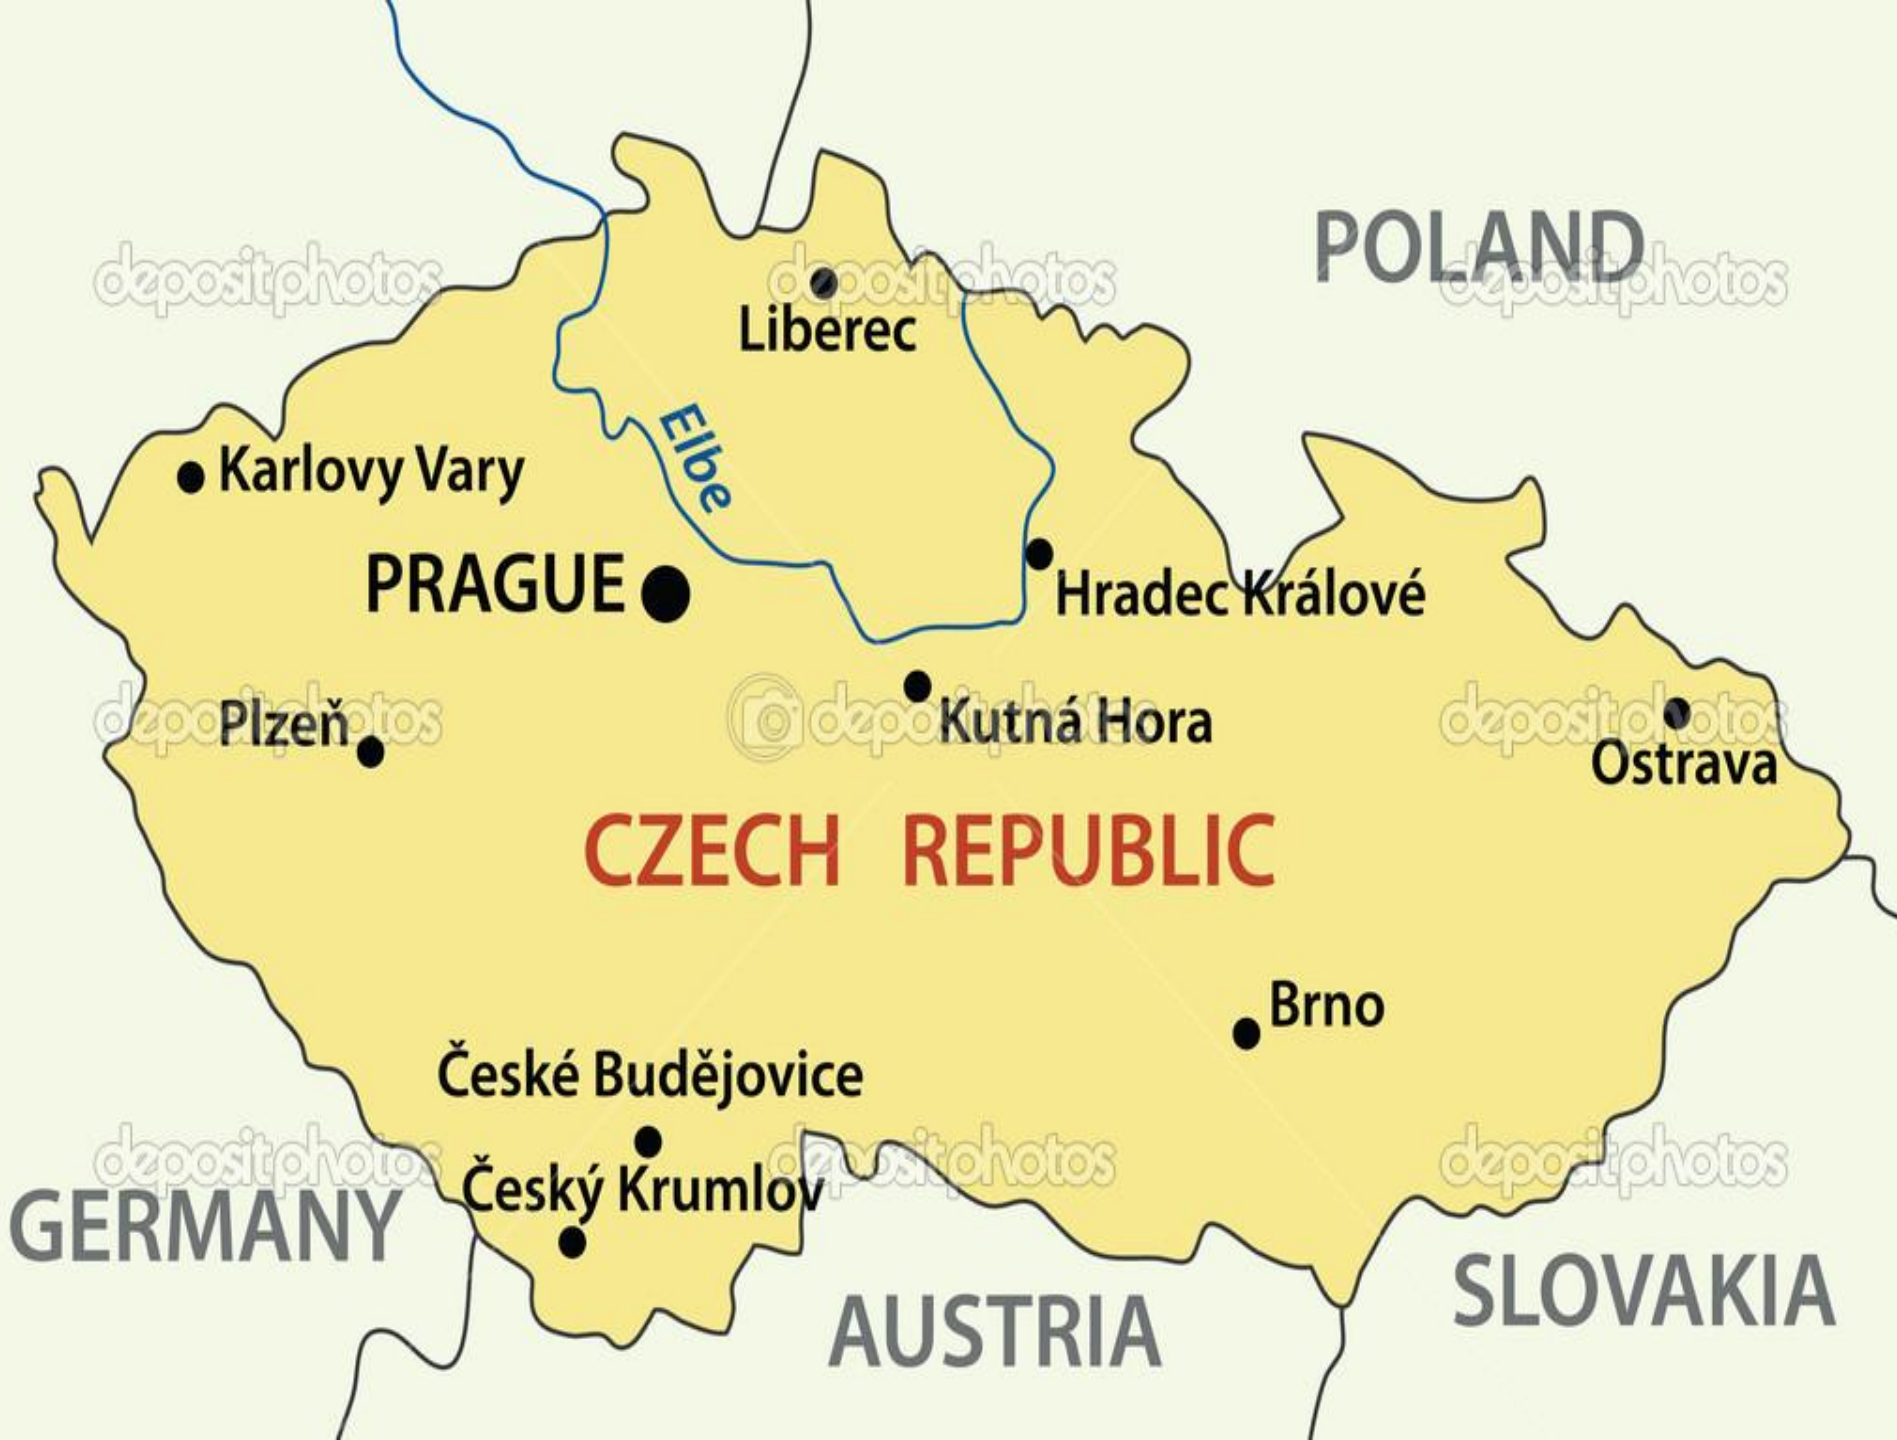 POLAND
depositphotos
depositphotos
depositphotos
Liberec
Elbe
Karlovy Vary
PRAGUE
Hradec Králové
depositphotos
Plzeň
depositphotos
Kutná Hora
depositphotos
Ostrava
CZECH REPUBLIC
Brno
České Budějovice
depositphotos
depositphotos
depositphotos
Český Krumlov
GERMANY
AUSTRIA
SLOVAKIA